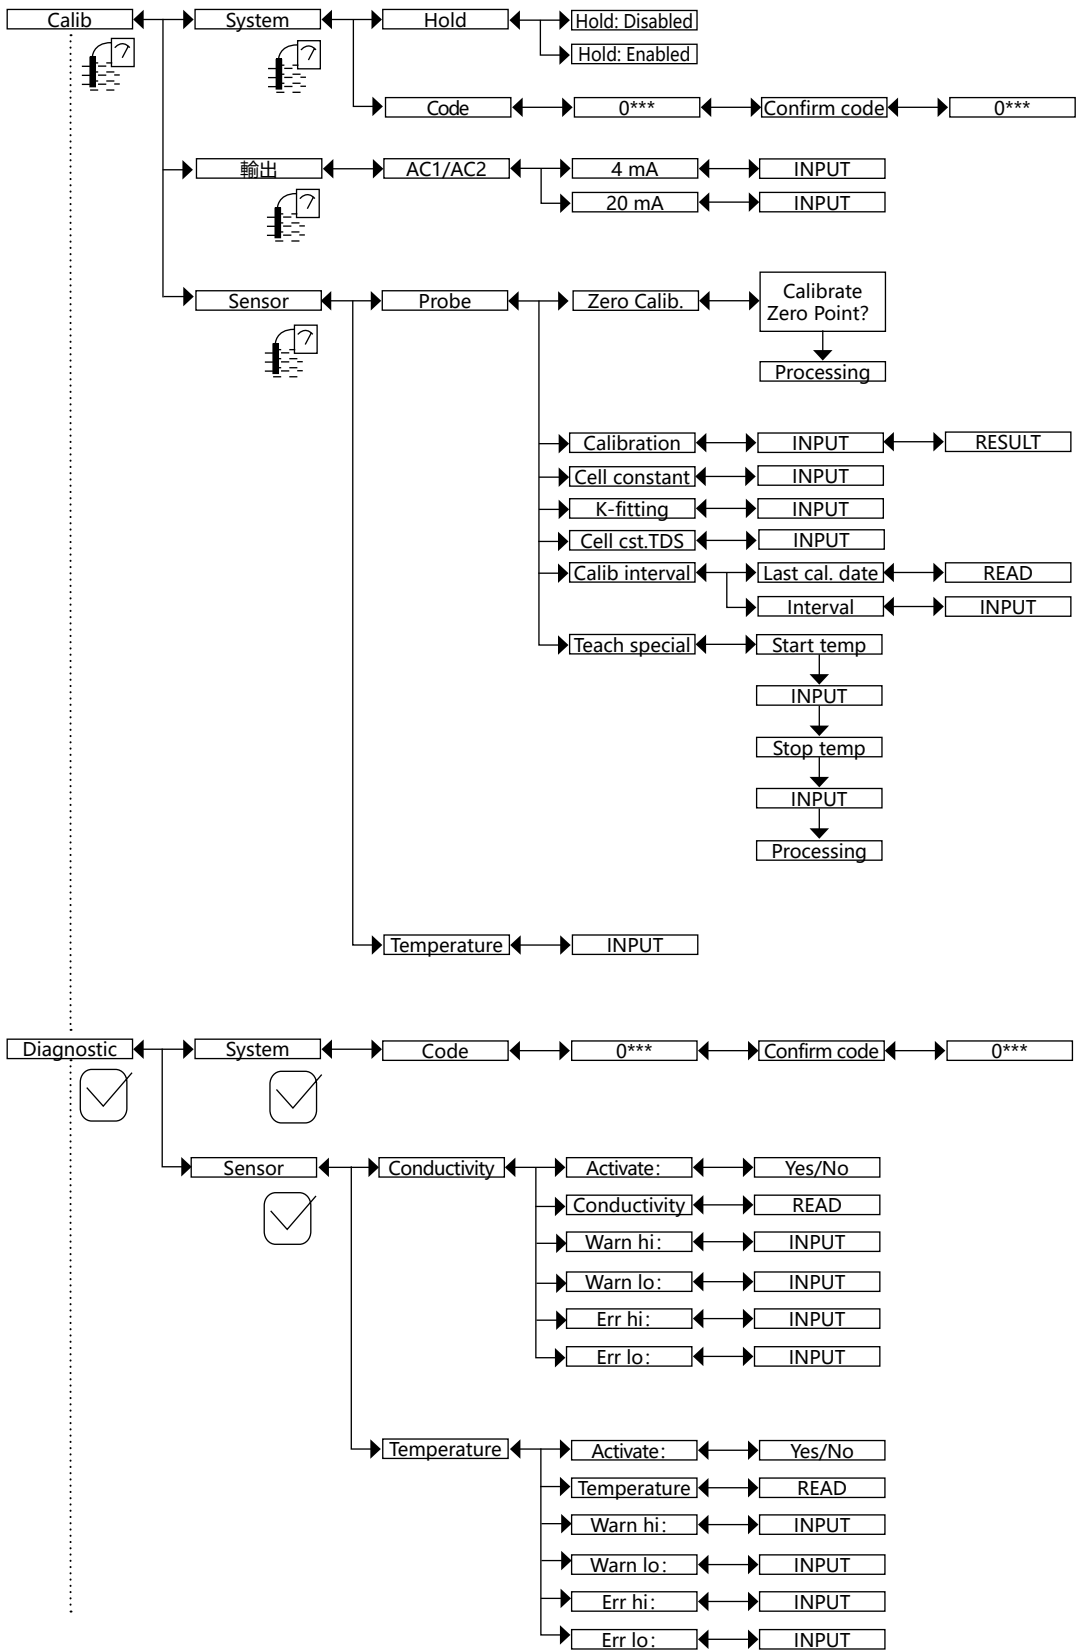 Calib
System
Hold
Hold: Disabled
Hold: Enabled
Code
0***
Confirm code
0***
輸出
AC1/AC2
4 mA
INPUT
20 mA
INPUT
Sensor
Probe
Zero Calib.
Calibrate
Zero Point?
Processing
Calibration
INPUT
RESULT
Cell constant
INPUT
K-fitting
INPUT
Cell cst.TDS
INPUT
Calib interval
Last cal. date
READ
Interval
INPUT
Teach special
Start temp
INPUT
Stop temp
INPUT
Processing
Temperature
INPUT
Diagnostic
System
Code
0***
Confirm code
0***
Sensor
Conductivity
Activate:
Yes/No
Conductivity
READ
Warn hi:
INPUT
Warn lo:
INPUT
Err hi:
INPUT
Err lo:
INPUT
Temperature
Activate:
Yes/No
Temperature
READ
Warn hi:
INPUT
Warn lo:
INPUT
Err hi:
INPUT
Err lo:
INPUT